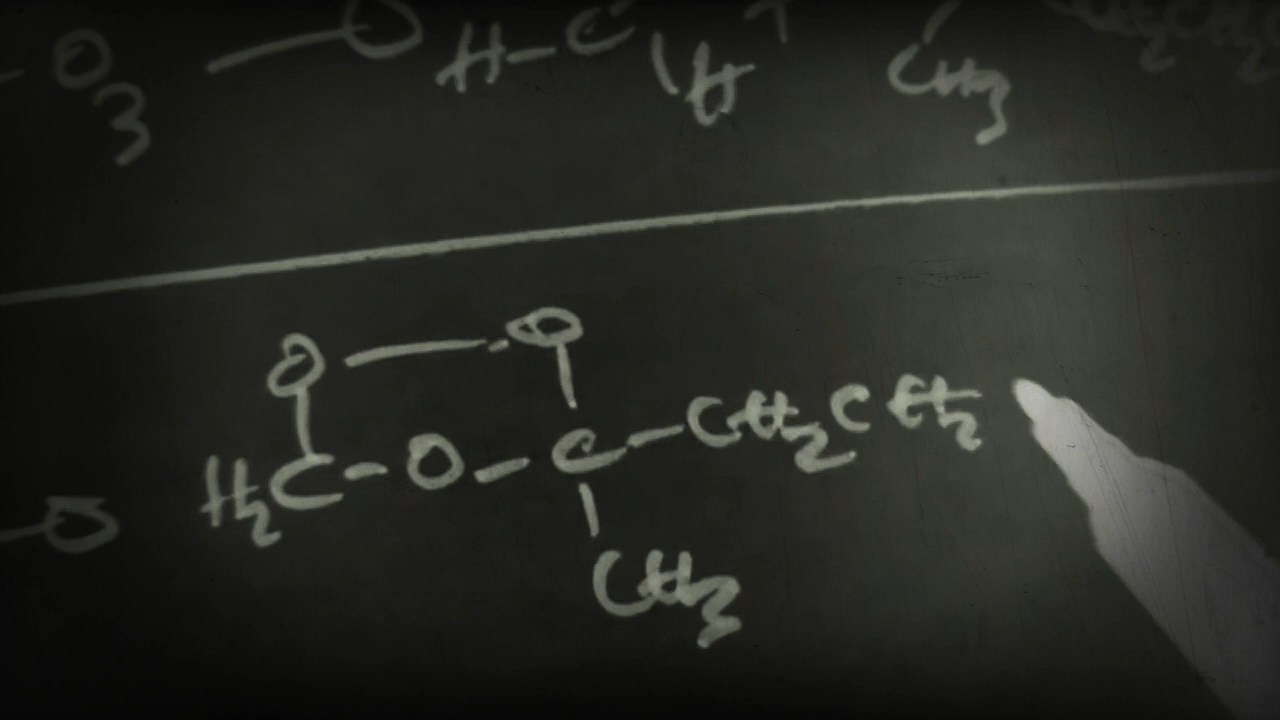 O3 — O H-C H CH3
O — O
O H2C-O-C-CH2CH2
CH3